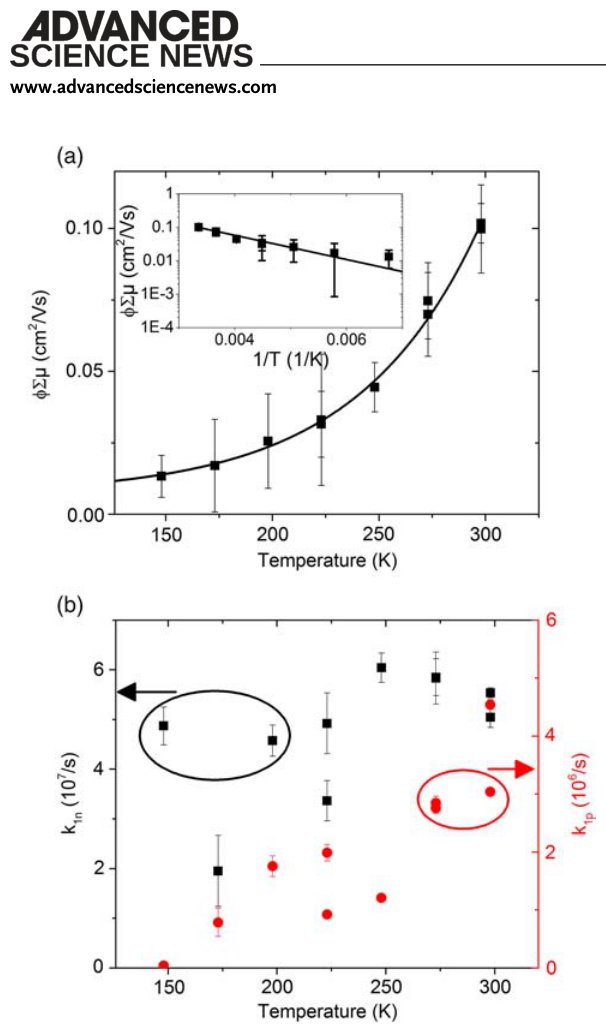 ADVANCED
SCIENCE NEWS
www.advancedsciencenews.com
(a)
ϕΣμ (cm²/Vs)
0.10
0.05
0.00
1
0.1
0.01
1E-3
1E-4
ϕΣμ (cm²/Vs)
0.004 0.006
1/T (1/K)
150 200 250 300
Temperature (K)
(b)
k₁ₙ (10⁷/s)
6
4
2
0
6
4
2
0
k₁ₚ (10⁶/s)
150 200 250 300
Temperature (K)